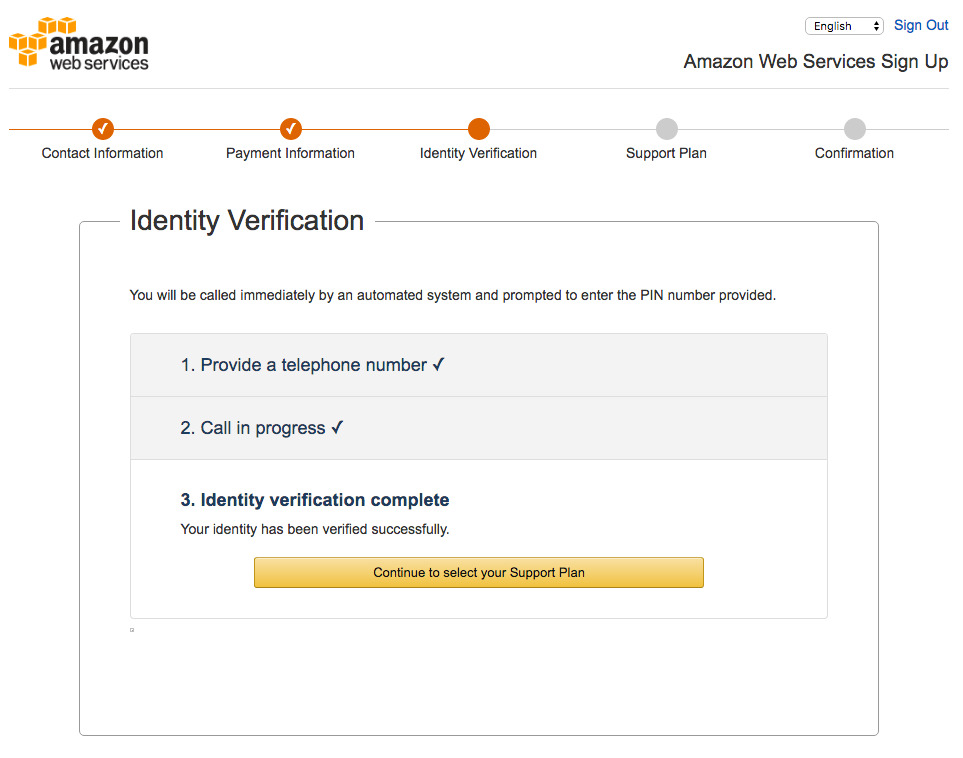 amazon
web services
English
Sign Out
Amazon Web Services Sign Up
Contact Information
Payment Information
Identity Verification
Support Plan
Confirmation
Identity Verification
You will be called immediately by an automated system and prompted to enter the PIN number provided.
1. Provide a telephone number ✓
2. Call in progress ✓
3. Identity verification complete
Your identity has been verified successfully.
Continue to select your Support Plan